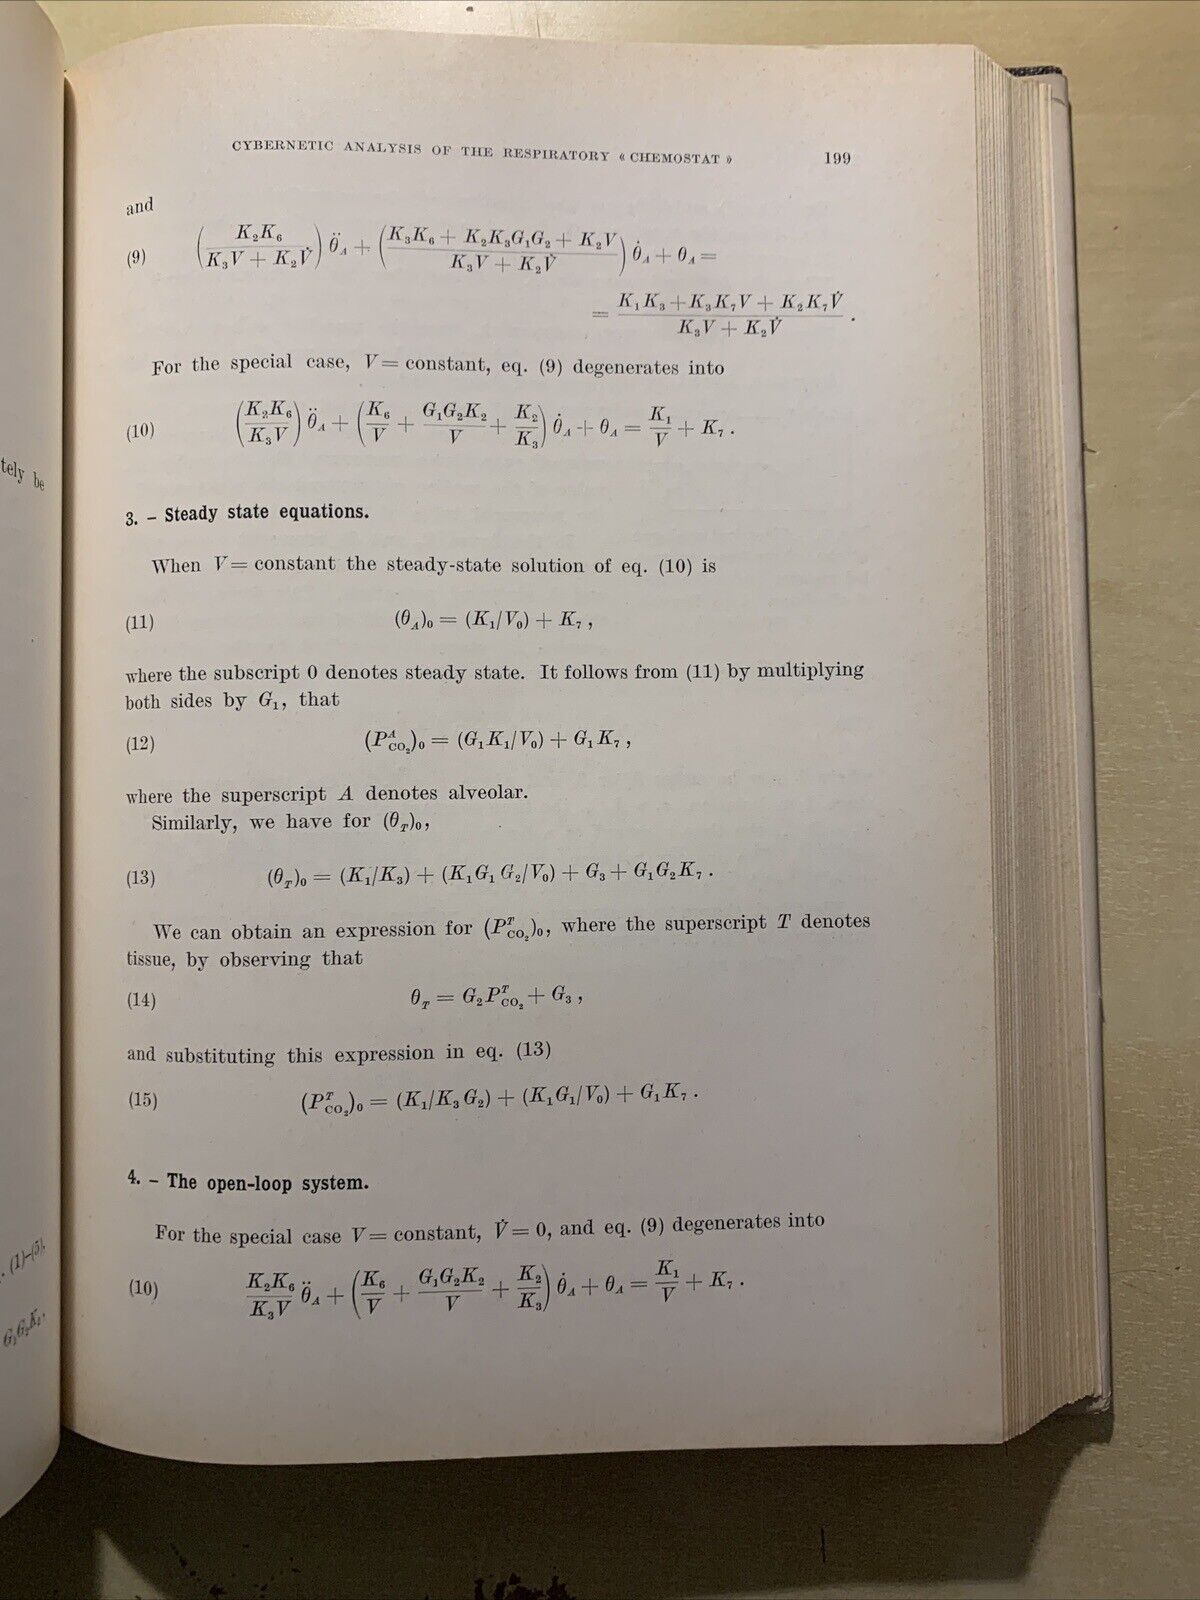 CYBERNETIC ANALYSIS OF THE RESPIRATORY « CHEMOSTAT » 199
and
(9) (K₂K₆ / (K₃V + K₂V̇)) θ̈_A + ((K₃K₆ + K₂K₃G₁G₂ + K₂V) / (K₃V + K₂V̇)) θ̇_A + θ_A =
= (K₁K₃ + K₃K₇V + K₂K₇V̇) / (K₃V + K₂V̇) .
For the special case, V = constant, eq. (9) degenerates into
(10) (K₂K₆ / K₃V) θ̈_A + (K₆/V + G₁G₂K₂/V + K₂/K₃) θ̇_A + θ_A = K₁/V + K₇ .
3. – Steady state equations.
When V = constant the steady-state solution of eq. (10) is
(11) (θ_A)₀ = (K₁/V₀) + K₇ ,
where the subscript 0 denotes steady state. It follows from (11) by multiplying
both sides by G₁, that
(12) (P^A_CO₂)₀ = (G₁K₁/V₀) + G₁K₇ ,
where the superscript A denotes alveolar.
Similarly, we have for (θ_T)₀,
(13) (θ_T)₀ = (K₁/K₃) + (K₁G₁G₂/V₀) + G₃ + G₁G₂K₇ .
We can obtain an expression for (P^T_CO₂)₀, where the superscript T denotes
tissue, by observing that
(14) θ_T = G₂P^T_CO₂ + G₃ ,
and substituting this expression in eq. (13)
(15) (P^T_CO₂)₀ = (K₁/K₃G₂) + (K₁G₁/V₀) + G₁K₇ .
4. – The open-loop system.
For the special case V = constant, V̇ = 0, and eq. (9) degenerates into
(10) K₂K₆/K₃V θ̈_A + (K₆/V + G₁G₂K₂/V + K₂/K₃) θ̇_A + θ_A = K₁/V + K₇ .
tely be
. (1)-(5),